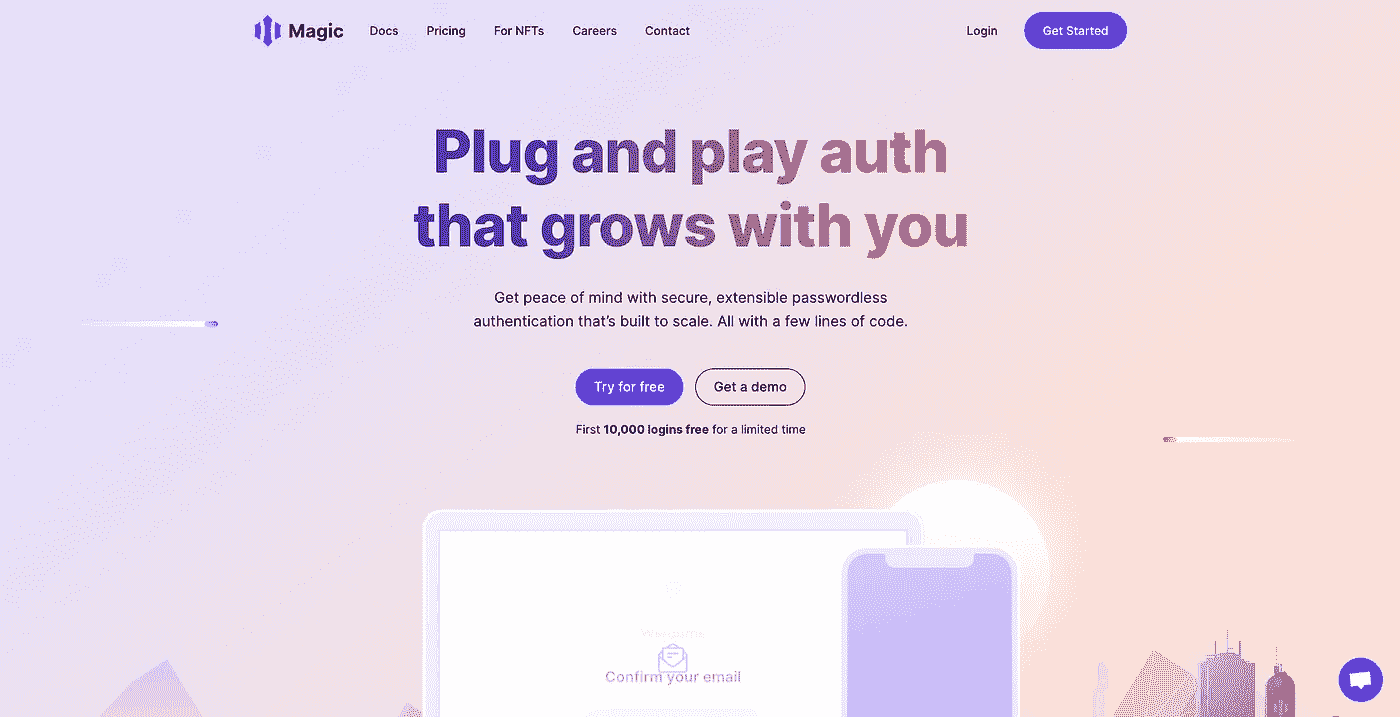 Magic
Docs
Pricing
For NFTs
Careers
Contact
Login
Get Started
Plug and play auth
that grows with you
Get peace of mind with secure, extensible passwordless
authentication that’s built to scale. All with a few lines of code.
Try for free
Get a demo
First 10,000 logins free for a limited time
Confirm your email